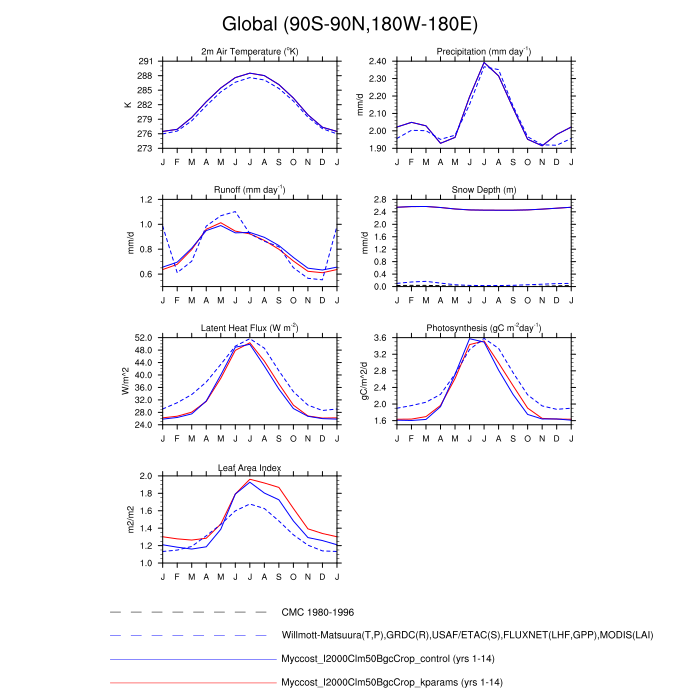 Global (90S-90N,180W-180E)
2m Air Temperature (°K)
Precipitation (mm day⁻¹)
291
288
285
282
279
276
273
K
J F M A M J J A S O N D J
2.40
2.30
2.20
2.10
2.00
1.90
mm/d
J F M A M J J A S O N D J
Runoff (mm day⁻¹)
Snow Depth (m)
1.2
1.0
0.8
0.6
mm/d
J F M A M J J A S O N D J
2.8
2.4
2.0
1.6
1.2
0.8
0.4
0.0
mm/d
J F M A M J J A S O N D J
Latent Heat Flux (W m⁻²)
Photosynthesis (gC m⁻²day⁻¹)
52.0
48.0
44.0
40.0
36.0
32.0
28.0
24.0
W/m^2
J F M A M J J A S O N D J
3.6
3.2
2.8
2.4
2.0
1.6
gC/m^2/d
J F M A M J J A S O N D J
Leaf Area Index
2.0
1.8
1.6
1.4
1.2
1.0
m2/m2
J F M A M J J A S O N D J
CMC 1980-1996
Willmott-Matsuura(T,P),GRDC(R),USAF/ETAC(S),FLUXNET(LHF,GPP),MODIS(LAI)
Myccost_I2000Clm50BgcCrop_control (yrs 1-14)
Myccost_I2000Clm50BgcCrop_kparams (yrs 1-14)